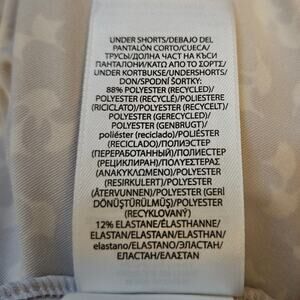 UNDER SHORTS/DEBAJO DEL
PANTALÓN CORTO/CUECA/
ТРУСЫ/ДОЛНА ЧАСТ НА КЪСИ
ПАНТАЛОНИ/ΚΑΤΩ ΑΠΟ ΤΟ ΣΟΡΤΣ/
UNDER KORTBUKSE/UNDERSHORTS/
DON/SPODNÍ ŠORTKY:
88% POLYESTER (RECYCLED)/
POLYESTER (RECYCLÉ)/POLIESTERE
(RICICLATO)/POLYESTER (RECYCELT)/
POLYESTER (GERECYCLED)/
POLYESTER (GENBRUGT)/
poliéster (reciclado)/POLIÉSTER
(RECICLADO)/ПОЛИЭСТЕР
(ПЕРЕРАБОТАННЫЙ)/ПОЛИЕСТЕР
(РЕЦИКЛИРАН)/ΠΟΛΥΕΣΤΕΡΑΣ
(ΑΝΑΚΥΚΛΩΜΕΝΟ)/POLYESTER
(RESIRKULERT)/POLYESTER
(ÅTERVUNNEN)/POLYESTER (GERİ
DÖNÜŞTÜRÜLMÜŞ)/POLYESTER
(RECYKLOVANÝ)
12% ELASTANE/ÉLASTHANNE/
ELASTAN/ELASTAAN/ELASTHAN/
elastano/ELASTANO/ЭЛАСТАН/
ЕЛАСТАН/ΕΛΑΣΤΑΝ